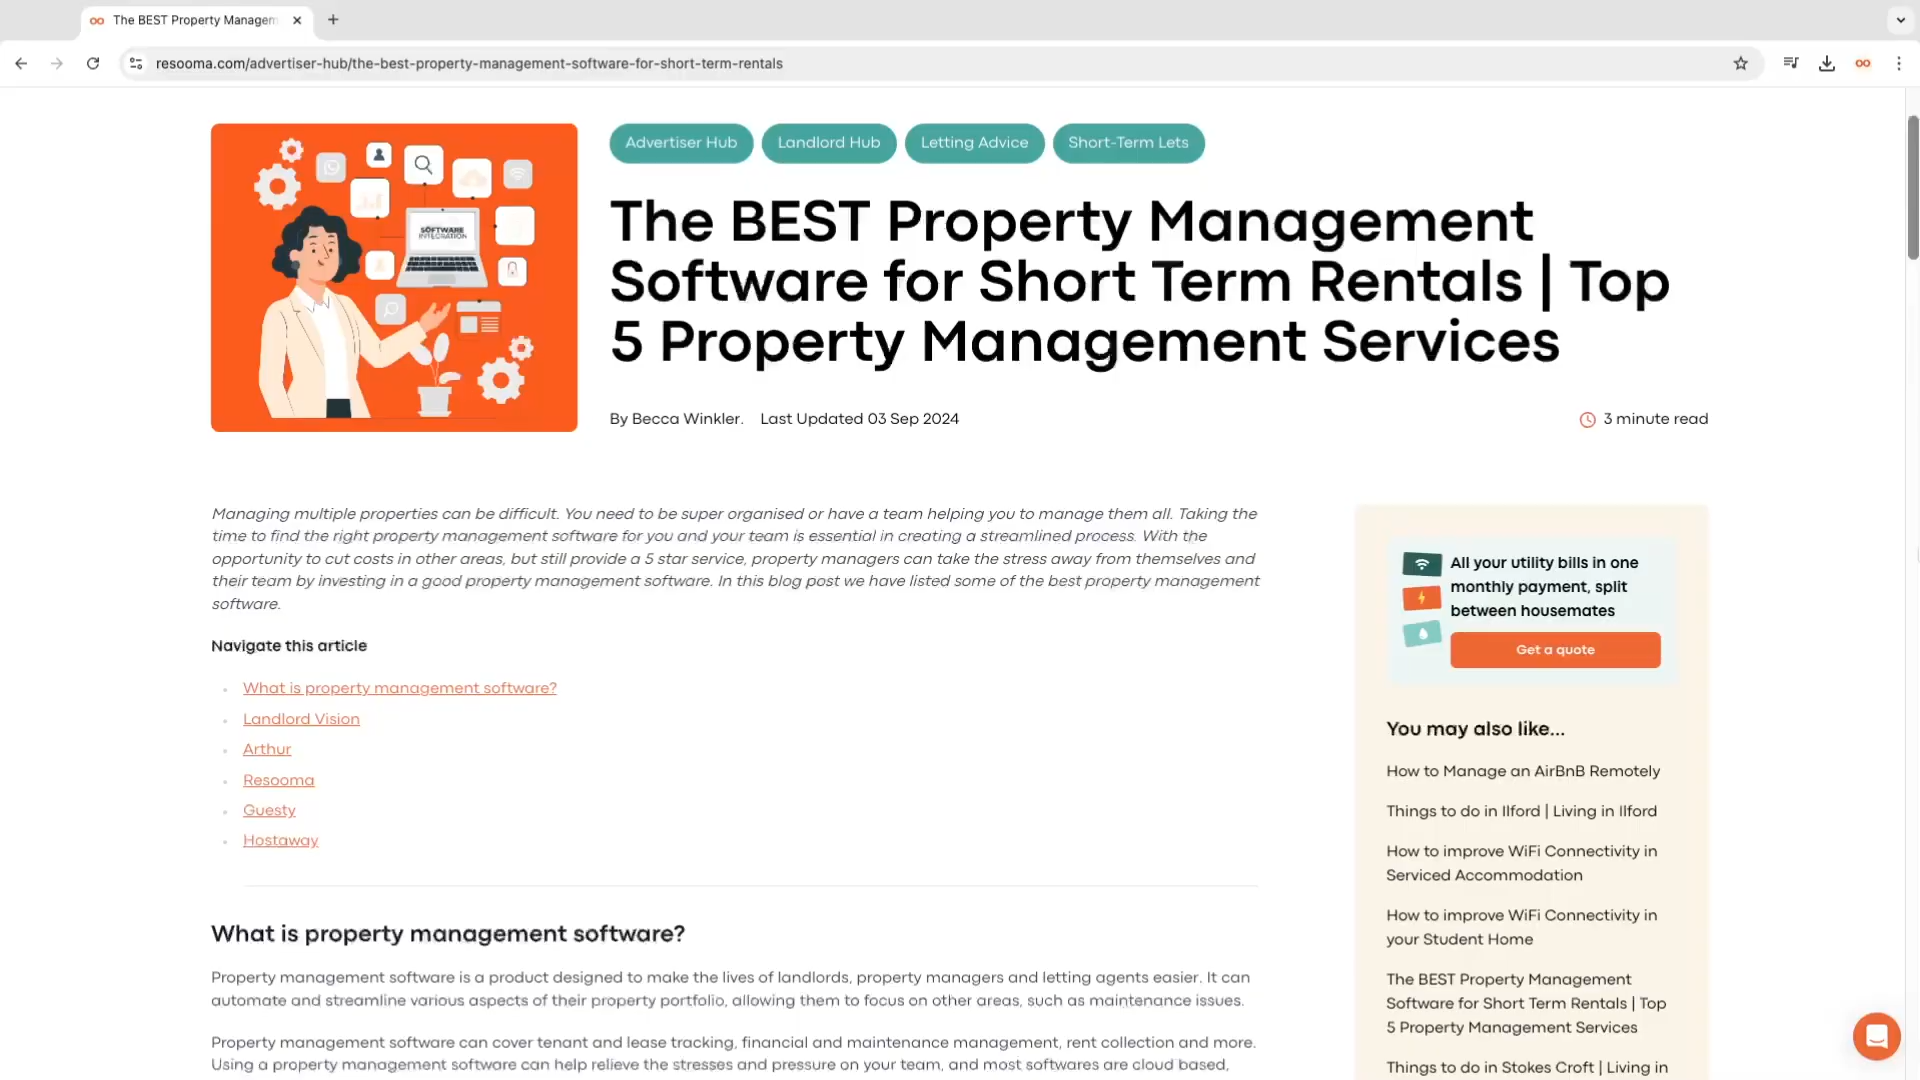 The BEST Property Managem
resooma.com/advertiser-hub/the-best-property-management-software-for-short-term-rentals
SOFTWARE
INTEGRATION
Advertiser Hub
Landlord Hub
Letting Advice
Short-Term Lets
The BEST Property Management
Software for Short Term Rentals | Top
5 Property Management Services
By Becca Winkler. Last Updated 03 Sep 2024
3 minute read
Managing multiple properties can be difficult. You need to be super organised or have a team helping you to manage them all. Taking the
time to find the right property management software for you and your team is essential in creating a streamlined process. With the
opportunity to cut costs in other areas, but still provide a 5 star service, property managers can take the stress away from themselves and
their team by investing in a good property management software. In this blog post we have listed some of the best property management
software.
Navigate this article
What is property management software?
Landlord Vision
Arthur
Resooma
Guesty
Hostaway
What is property management software?
Property management software is a product designed to make the lives of landlords, property managers and letting agents easier. It can
automate and streamline various aspects of their property portfolio, allowing them to focus on other areas, such as maintenance issues.
Property management software can cover tenant and lease tracking, financial and maintenance management, rent collection and more.
Using a property management software can help relieve the stresses and pressure on your team, and most softwares are cloud based,
All your utility bills in one
monthly payment, split
between housemates
Get a quote
You may also like...
How to Manage an AirBnB Remotely
Things to do in Ilford | Living in Ilford
How to improve WiFi Connectivity in
Serviced Accommodation
How to improve WiFi Connectivity in
your Student Home
The BEST Property Management
Software for Short Term Rentals | Top
5 Property Management Services
Things to do in Stokes Croft | Living in